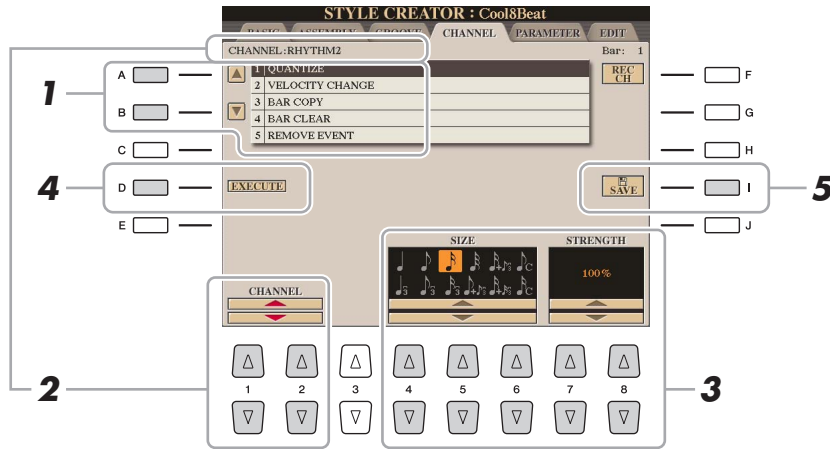 STYLE CREATOR : Cool8Beat
BASIC ASSEMBLY GROOVE CHANNEL PARAMETER EDIT
CHANNEL:RHYTHM2
Bar: 1
1 QUANTIZE
2 VELOCITY CHANGE
3 BAR COPY
4 BAR CLEAR
5 REMOVE EVENT
REC CH
EXECUTE
SAVE
A
B
C
D
E
F
G
H
I
J
1
4
5
CHANNEL
SIZE
STRENGTH
100%
1 2 3 4 5 6 7 8
2
3